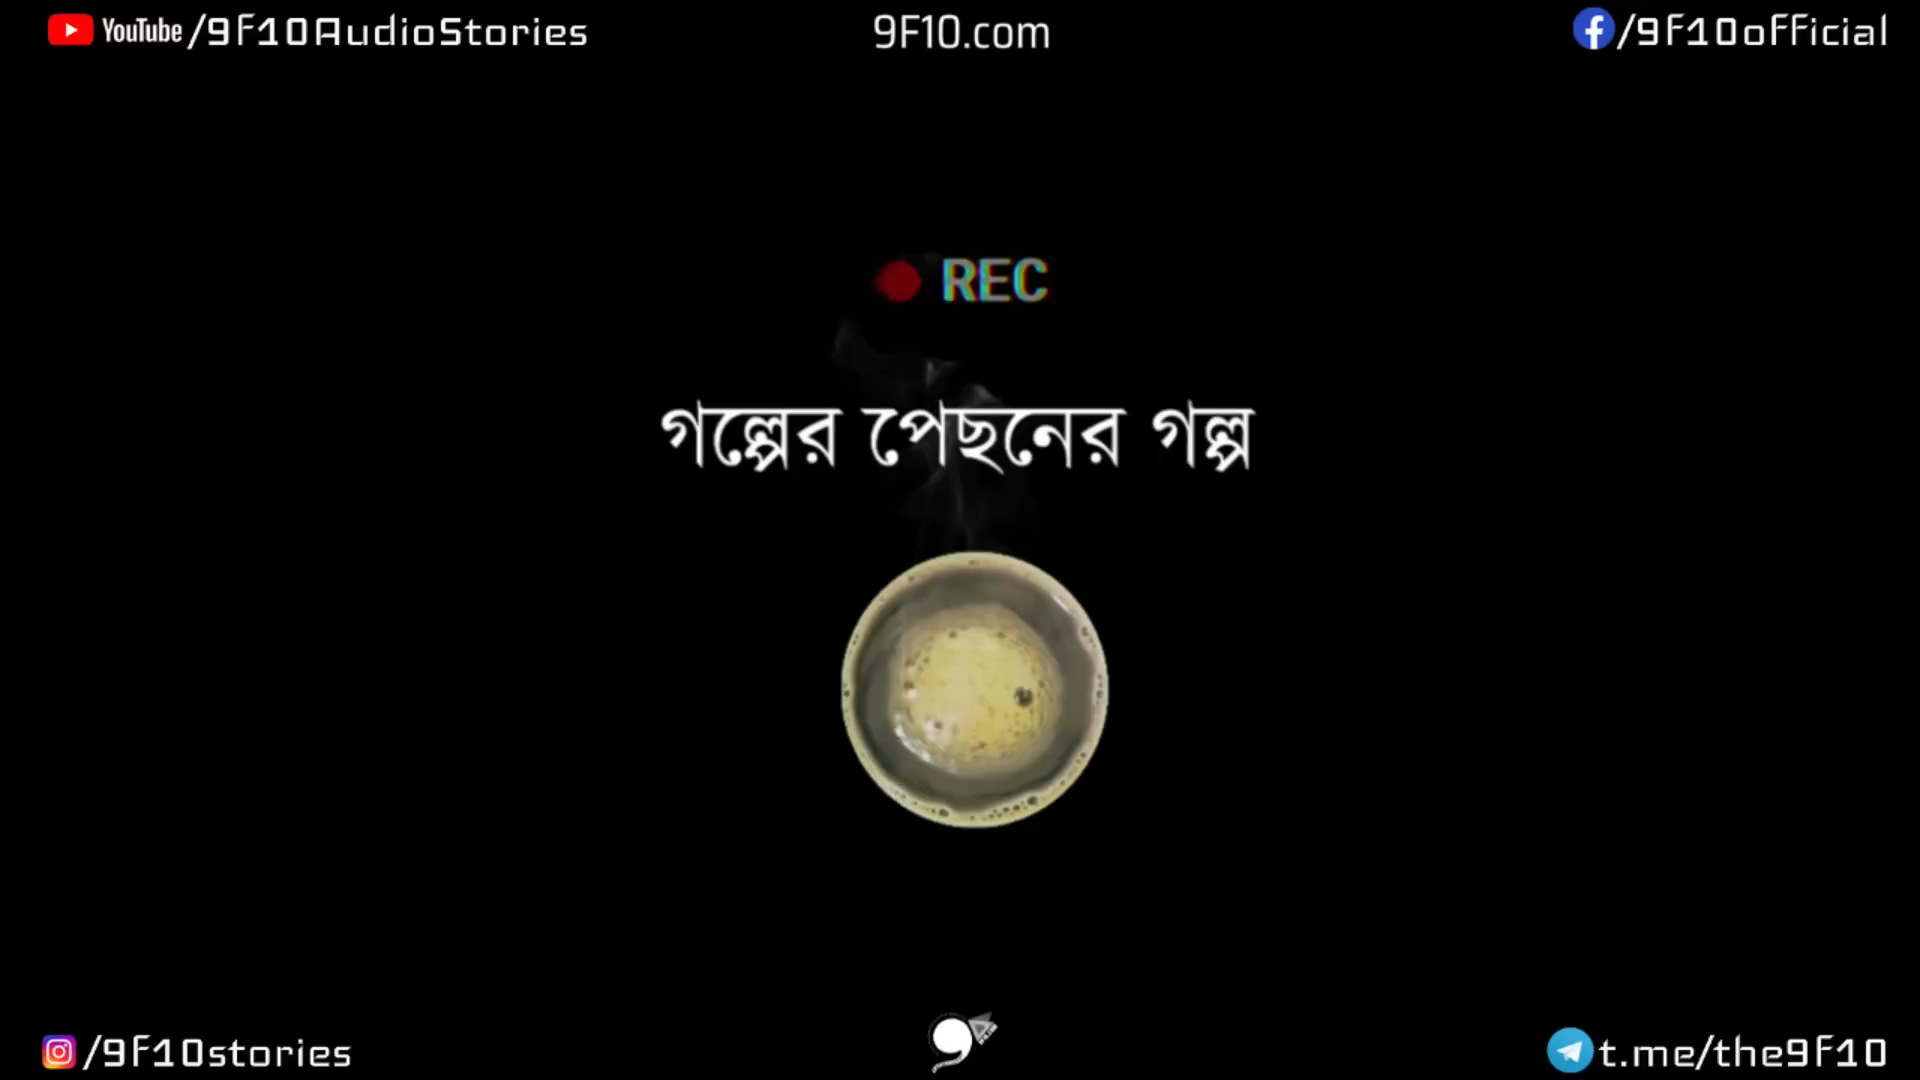 YouTube /9F10AudioStories
9F10.com
/9F10official
REC
গল্পের পেছনের গল্প
/9F10stories
t.me/the9F10